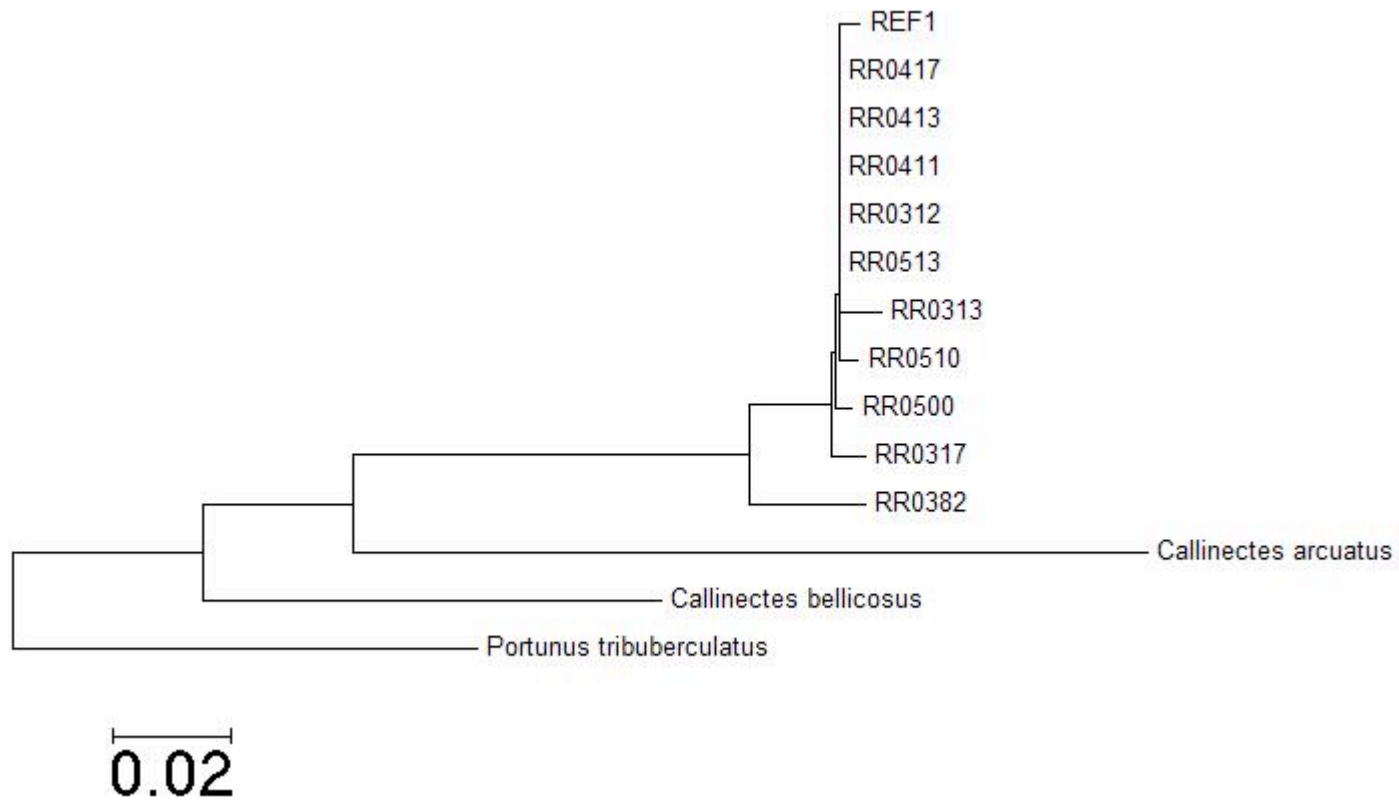 REF1
RR0417
RR0413
RR0411
RR0312
RR0513
RR0313
RR0510
RR0500
RR0317
RR0382
Callinectes arcuatus
Callinectes bellicosus
Portunus tribuberculatus
0.02